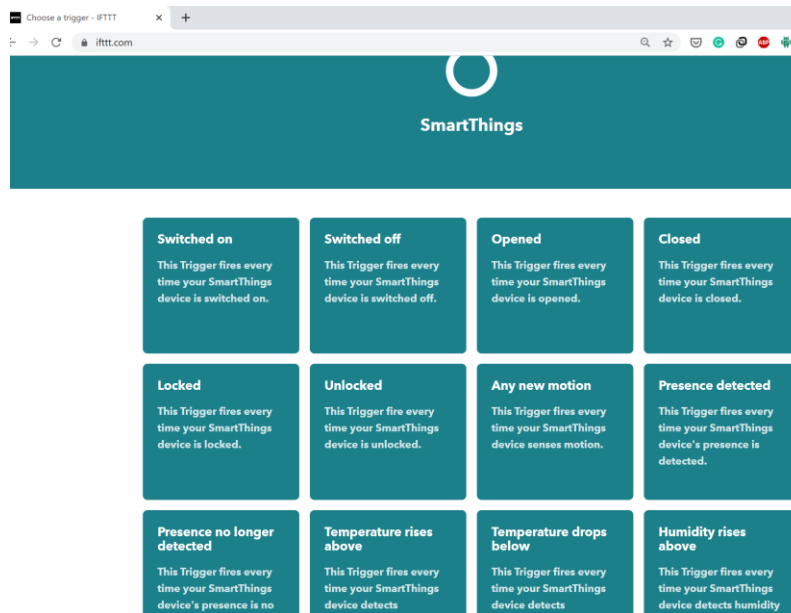 Choose a trigger - IFTTT
ifttt.com
SmartThings
Switched on
This Trigger fires every
time your SmartThings
device is switched on.
Switched off
This Trigger fires every
time your SmartThings
device is switched off.
Opened
This Trigger fires every
time your SmartThings
device is opened.
Closed
This Trigger fires every
time your SmartThings
device is closed.
Locked
This Trigger fires every
time your SmartThings
device is locked.
Unlocked
This Trigger fire every
time your SmartThings
device is unlocked.
Any new motion
This Trigger fires every
time your SmartThings
device senses motion.
Presence detected
This Trigger fires every
time your SmartThings
device's presence is
detected.
Presence no longer
detected
This Trigger fires every
time your SmartThings
device's presence is no
Temperature rises
above
This Trigger fires every
time your SmartThings
device detects
Temperature drops
below
This Trigger fires every
time your SmartThings
device detects
Humidity rises
above
This Trigger fires every
time your SmartThings
device detects humidity